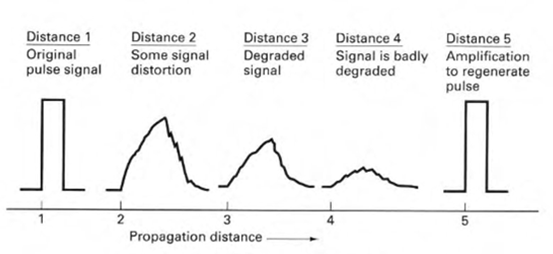 Distance 1
Original
pulse signal
Distance 2
Some signal
distortion
Distance 3
Degraded
signal
Distance 4
Signal is badly
degraded
Distance 5
Amplification
to regenerate
pulse
1
2
3
4
5
Propagation distance